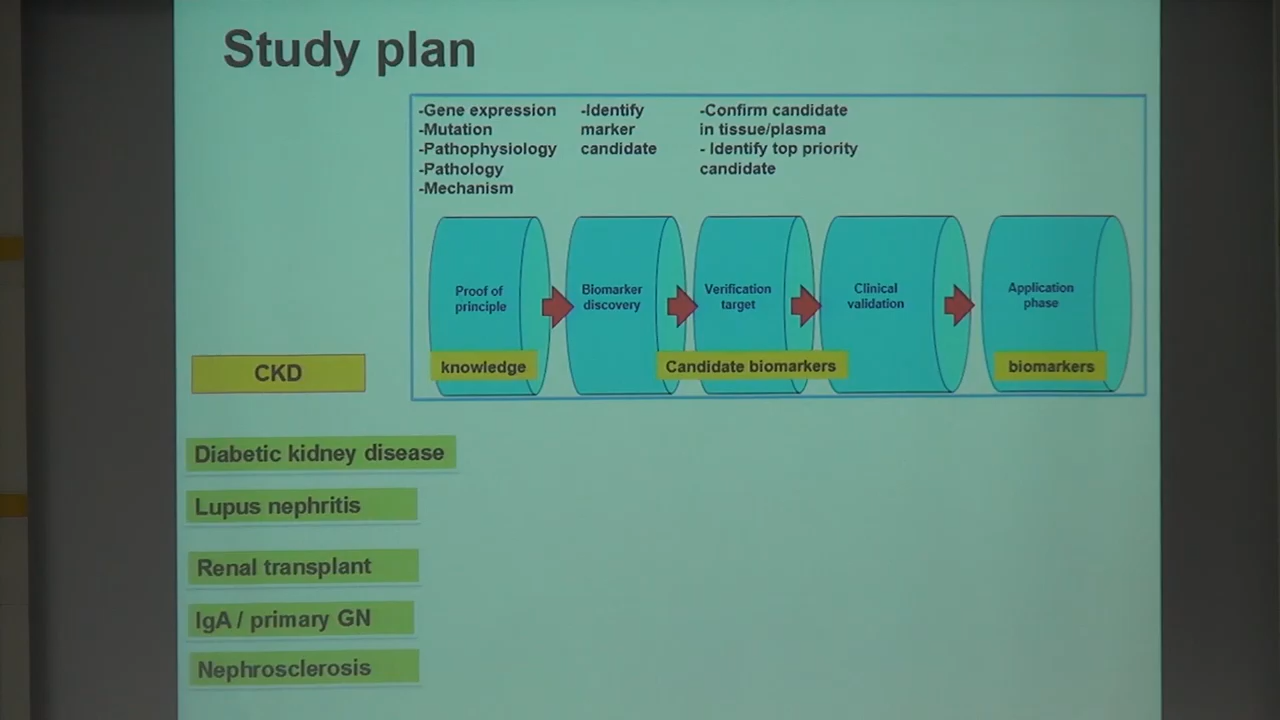 Study plan
-Gene expression
-Mutation
-Pathophysiology
-Pathology
-Mechanism
-Identify
marker
candidate
-Confirm candidate
in tissue/plasma
- Identify top priority
candidate
Proof of
principle
Biomarker
discovery
Verification
target
Clinical
validation
Application
phase
knowledge
Candidate biomarkers
biomarkers
CKD
Diabetic kidney disease
Lupus nephritis
Renal transplant
IgA / primary GN
Nephrosclerosis